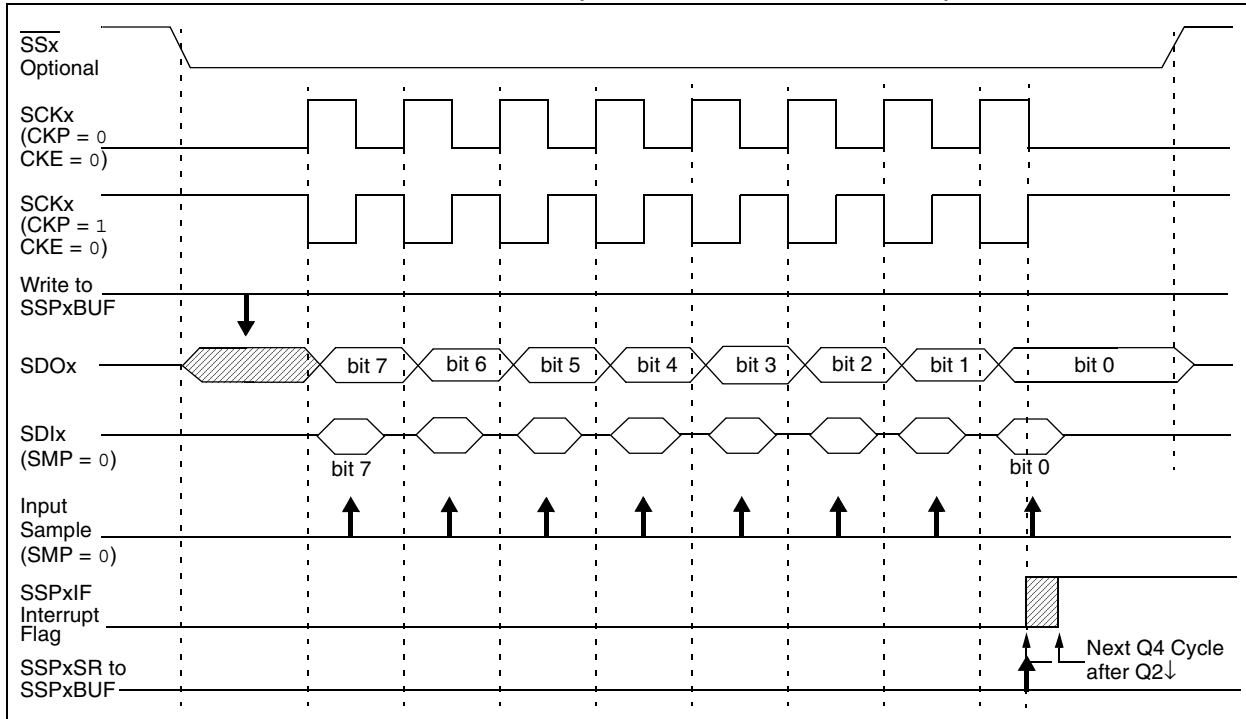 SSx
Optional
SCKx
(CKP = 0
CKE = 0)
SCKx
(CKP = 1
CKE = 0)
Write to
SSPxBUF
SDOx
bit 7
bit 6
bit 5
bit 4
bit 3
bit 2
bit 1
bit 0
SDIx
(SMP = 0)
bit 7
bit 0
Input
Sample
(SMP = 0)
SSPxIF
Interrupt
Flag
SSPxSR to
SSPxBUF
Next Q4 Cycle
after Q2↓